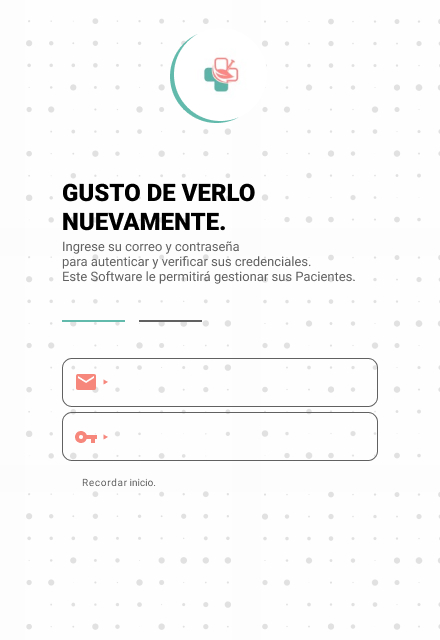 GUSTO DE VERLO
NUEVAMENTE.
Ingrese su correo y contraseña
para autenticar y verificar sus credenciales.
Este Software le permitirá gestionar sus Pacientes.
Recordar inicio.